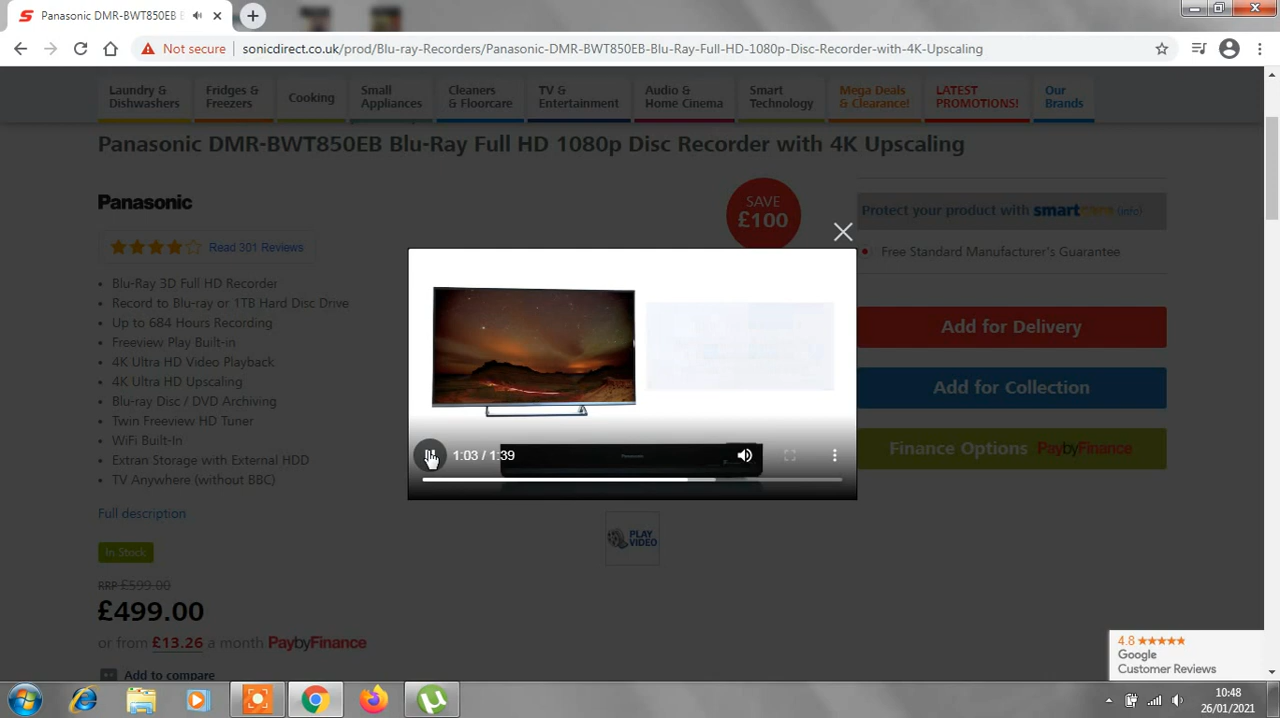 Panasonic DMR-BWT850EB B
Not secure
sonicdirect.co.uk/prod/Blu-ray-Recorders/Panasonic-DMR-BWT850EB-Blu-Ray-Full-HD-1080p-Disc-Recorder-with-4K-Upscaling
Laundry &
Dishwashers
Fridges &
Freezers
Cooking
Small
Appliances
Cleaners
& Floorcare
TV &
Entertainment
Audio &
Home Cinema
Smart
Technology
Mega Deals
& Clearance!
LATEST
PROMOTIONS!
Our
Brands
Panasonic DMR-BWT850EB Blu-Ray Full HD 1080p Disc Recorder with 4K Upscaling
Panasonic
Read 301 Reviews
Blu-Ray 3D Full HD Recorder
Record to Blu-ray or 1TB Hard Disc Drive
Up to 684 Hours Recording
Freeview Play Built-in
4K Ultra HD Video Playback
4K Ultra HD Upscaling
Blu-ray Disc / DVD Archiving
Twin Freeview HD Tuner
WiFi Built-In
Extran Storage with External HDD
TV Anywhere (without BBC)
Full description
In Stock
RRP £599.00
£499.00
or from £13.26 a month PaybyFinance
Add to compare
SAVE
£100
1:03 / 1:39
Panasonic
PLAY
VIDEO
Protect your product with smartcare (info)
Free Standard Manufacturer's Guarantee
Add for Delivery
Add for Collection
Finance Options PaybyFinance
4.8
Google
Customer Reviews
10:48
26/01/2021